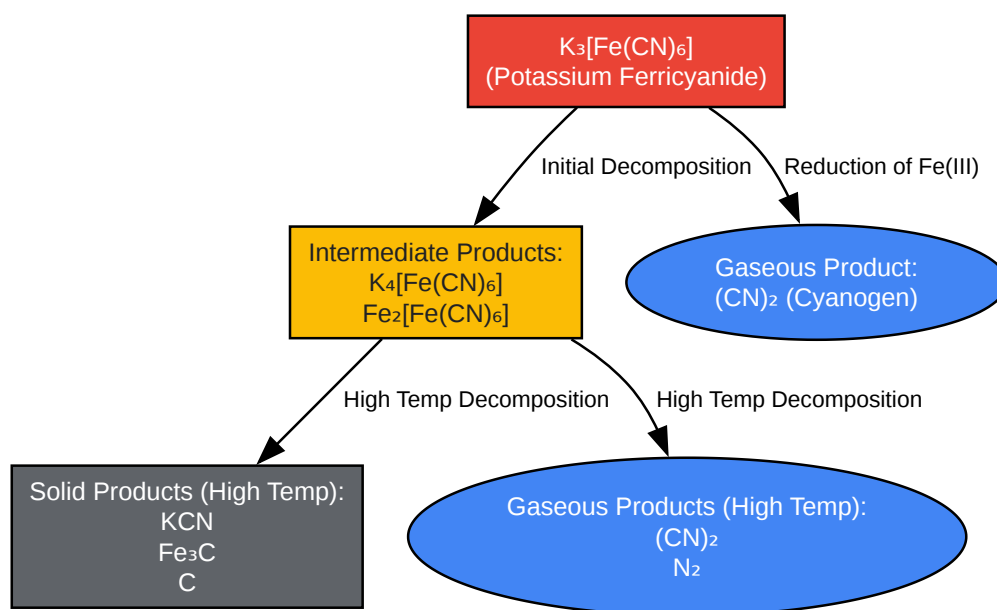 K₃[Fe(CN)₆]
(Potassium Ferricyanide)
Initial Decomposition
Reduction of Fe(III)
Intermediate Products:
K₄[Fe(CN)₆]
Fe₂[Fe(CN)₆]
Gaseous Product:
(CN)₂ (Cyanogen)
High Temp Decomposition
High Temp Decomposition
Solid Products (High Temp):
KCN
Fe₃C
C
Gaseous Products (High Temp):
(CN)₂
N₂